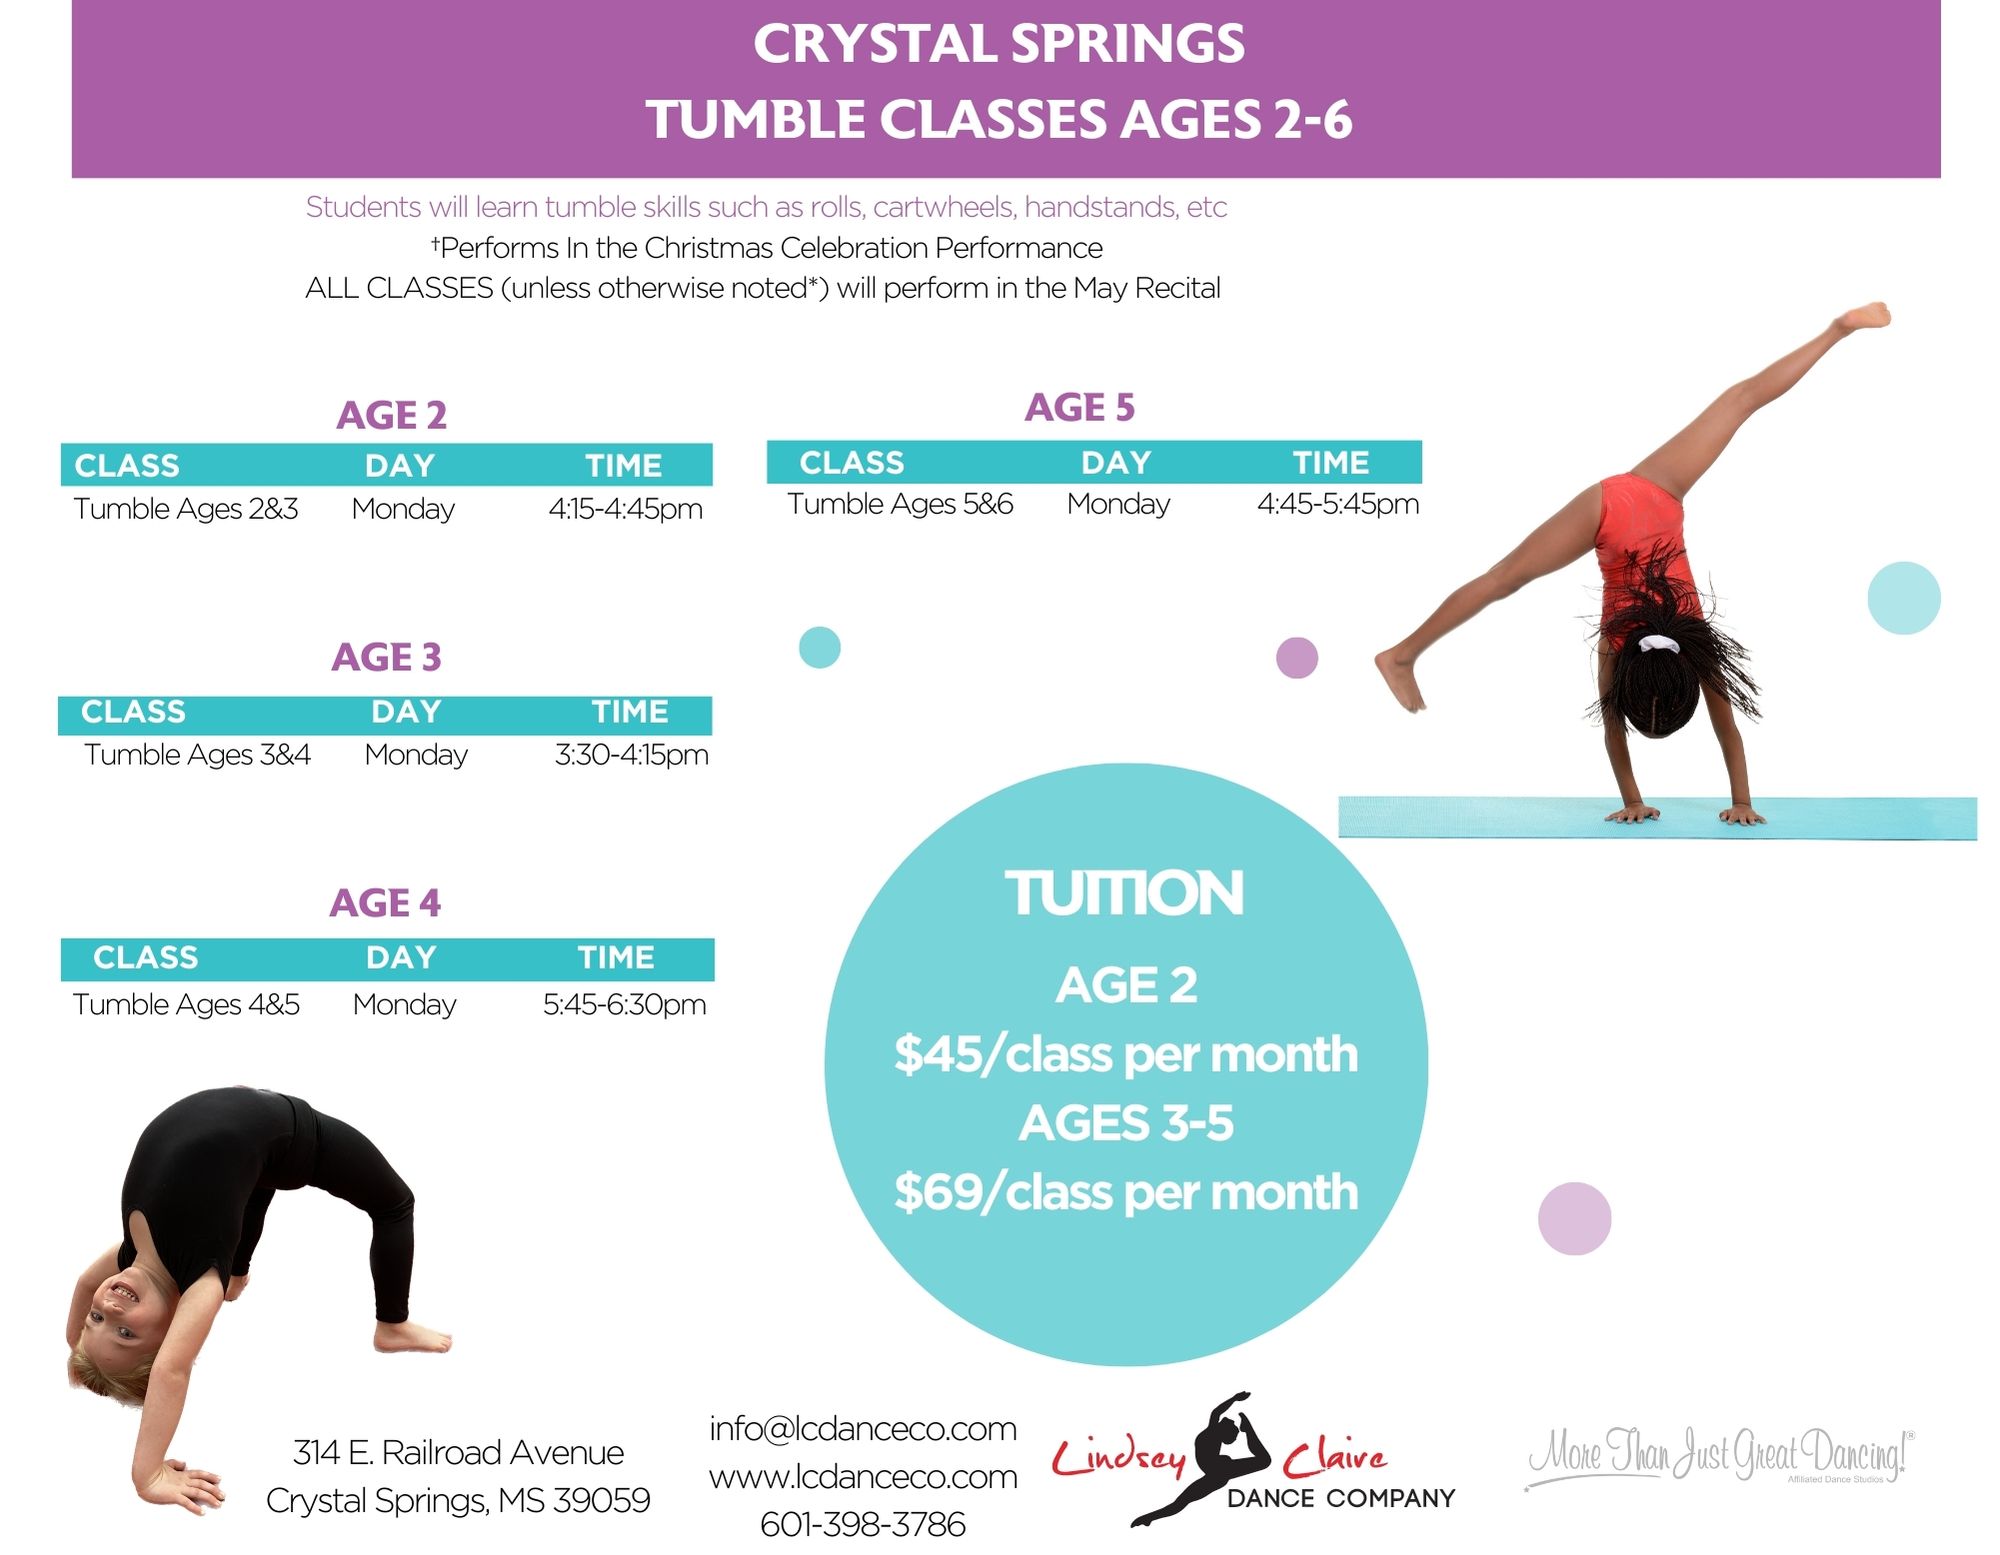 CRYSTAL SPRINGS
TUMBLE CLASSES AGES 2-6
Students will learn tumble skills such as rolls, cartwheels, handstands, etc
†Performs In the Christmas Celebration Performance
ALL CLASSES (unless otherwise noted*) will perform in the May Recital
AGE 2
CLASS DAY TIME
Tumble Ages 2&3 Monday 4:15-4:45pm
AGE 3
CLASS DAY TIME
Tumble Ages 3&4 Monday 3:30-4:15pm
AGE 4
CLASS DAY TIME
Tumble Ages 4&5 Monday 5:45-6:30pm
AGE 5
CLASS DAY TIME
Tumble Ages 5&6 Monday 4:45-5:45pm
TUITION
AGE 2
$45/class per month
AGES 3-5
$69/class per month
314 E. Railroad Avenue
Crystal Springs, MS 39059
info@lcdanceco.com
www.lcdanceco.com
601-398-3786
Lindsey Claire
DANCE COMPANY
More Than Just Great Dancing!®
Affiliated Dance Studios